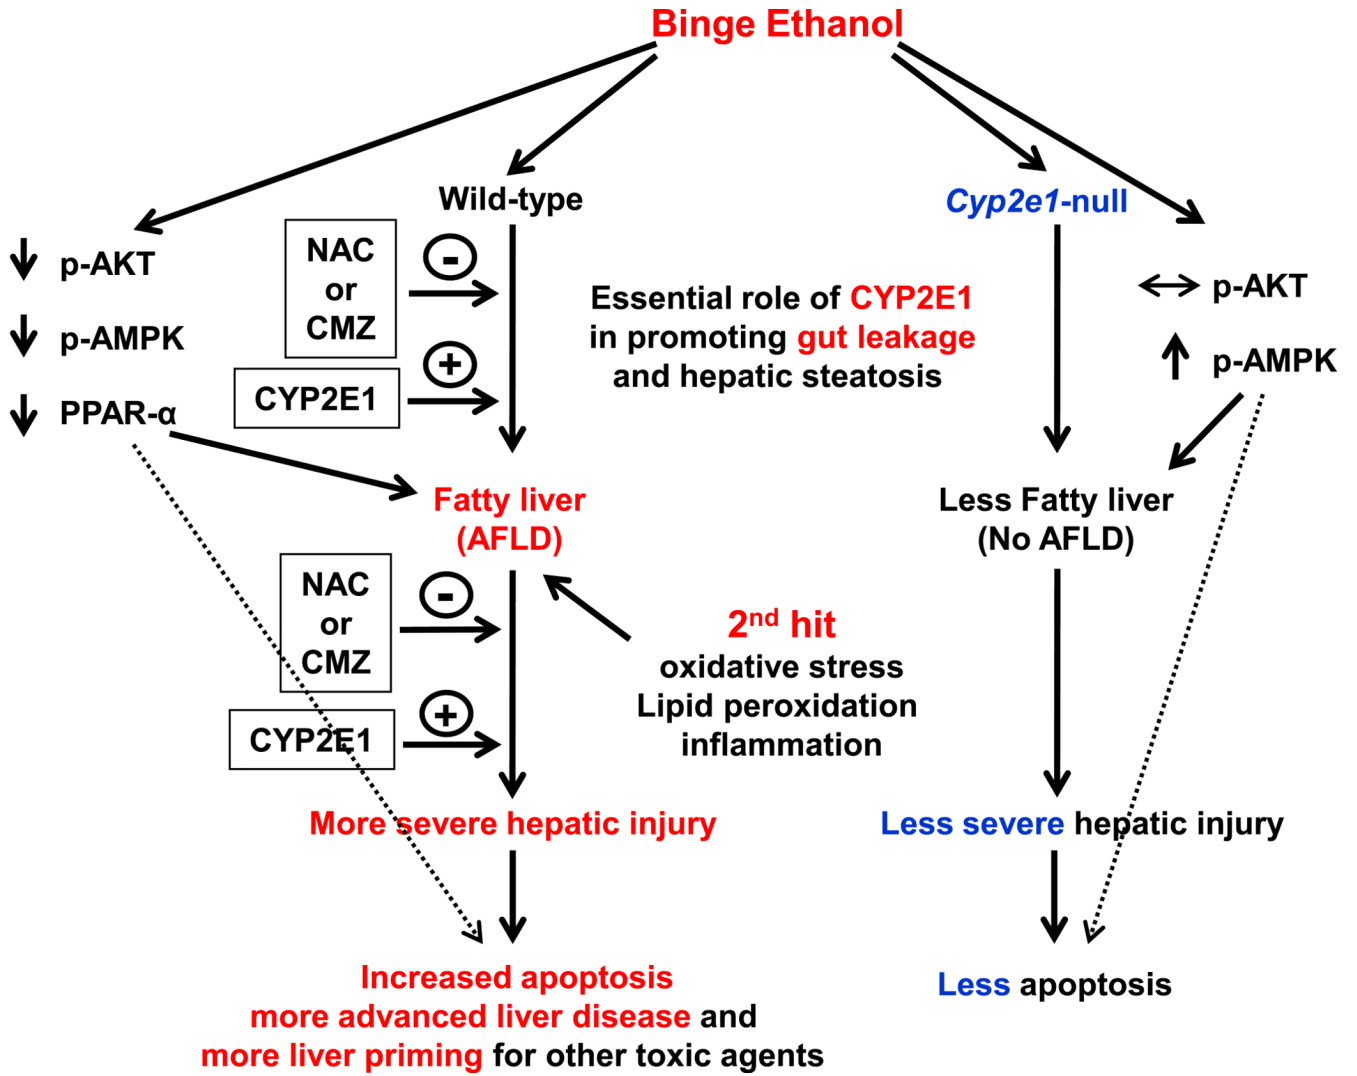 Binge Ethanol
Wild-type
Cyp2e1-null
p-AKT
p-AMPK
PPAR-α
NAC
or
CMZ
-
+
CYP2E1
Essential role of CYP2E1
in promoting gut leakage
and hepatic steatosis
p-AKT
p-AMPK
Fatty liver
(AFLD)
Less Fatty liver
(No AFLD)
NAC
or
CMZ
-
+
CYP2E1
2nd hit
oxidative stress
Lipid peroxidation
inflammation
More severe hepatic injury
Less severe hepatic injury
Increased apoptosis
more advanced liver disease and
more liver priming for other toxic agents
Less apoptosis